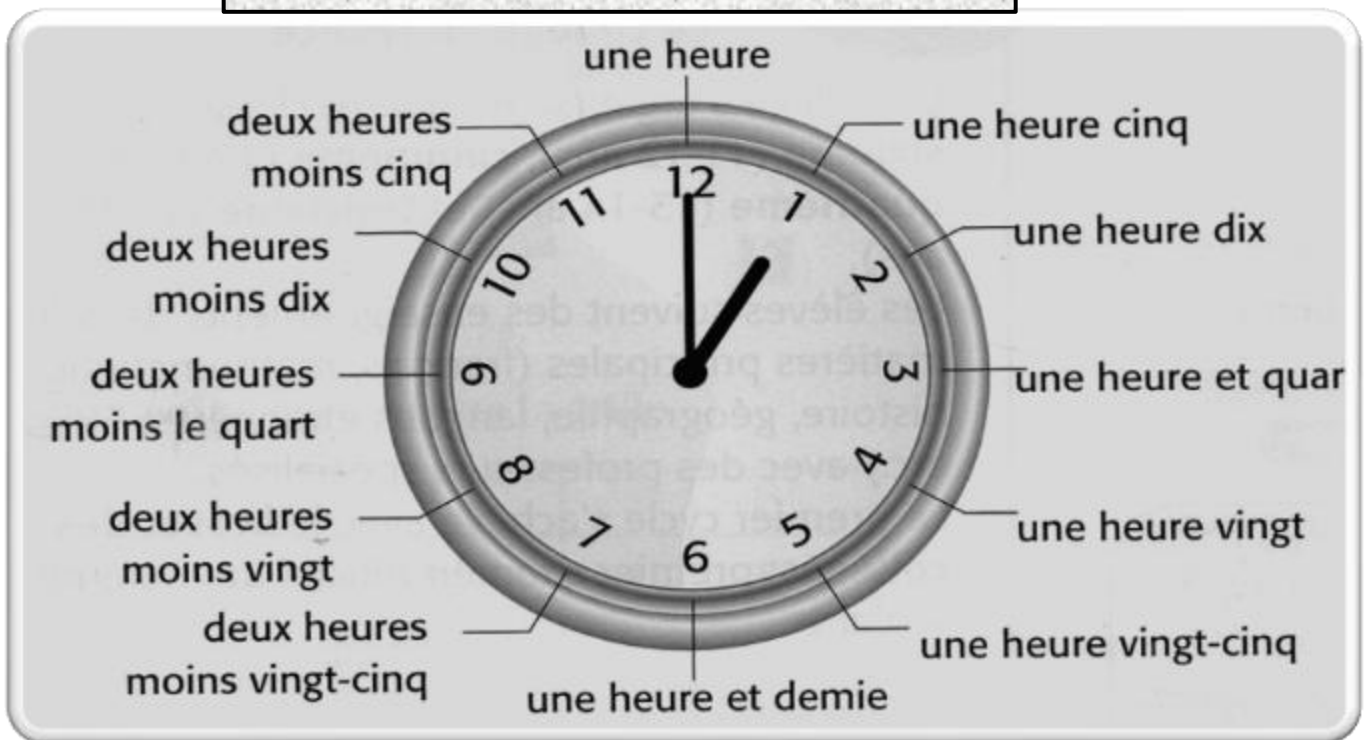 une heure
une heure cinq
une heure dix
une heure et quar
une heure vingt
une heure vingt-cinq
une heure et demie
deux heures
moins vingt-cinq
deux heures
moins vingt
deux heures
moins le quart
deux heures
moins dix
deux heures
moins cinq
12
1
2
3
4
5
6
7
8
9
10
11